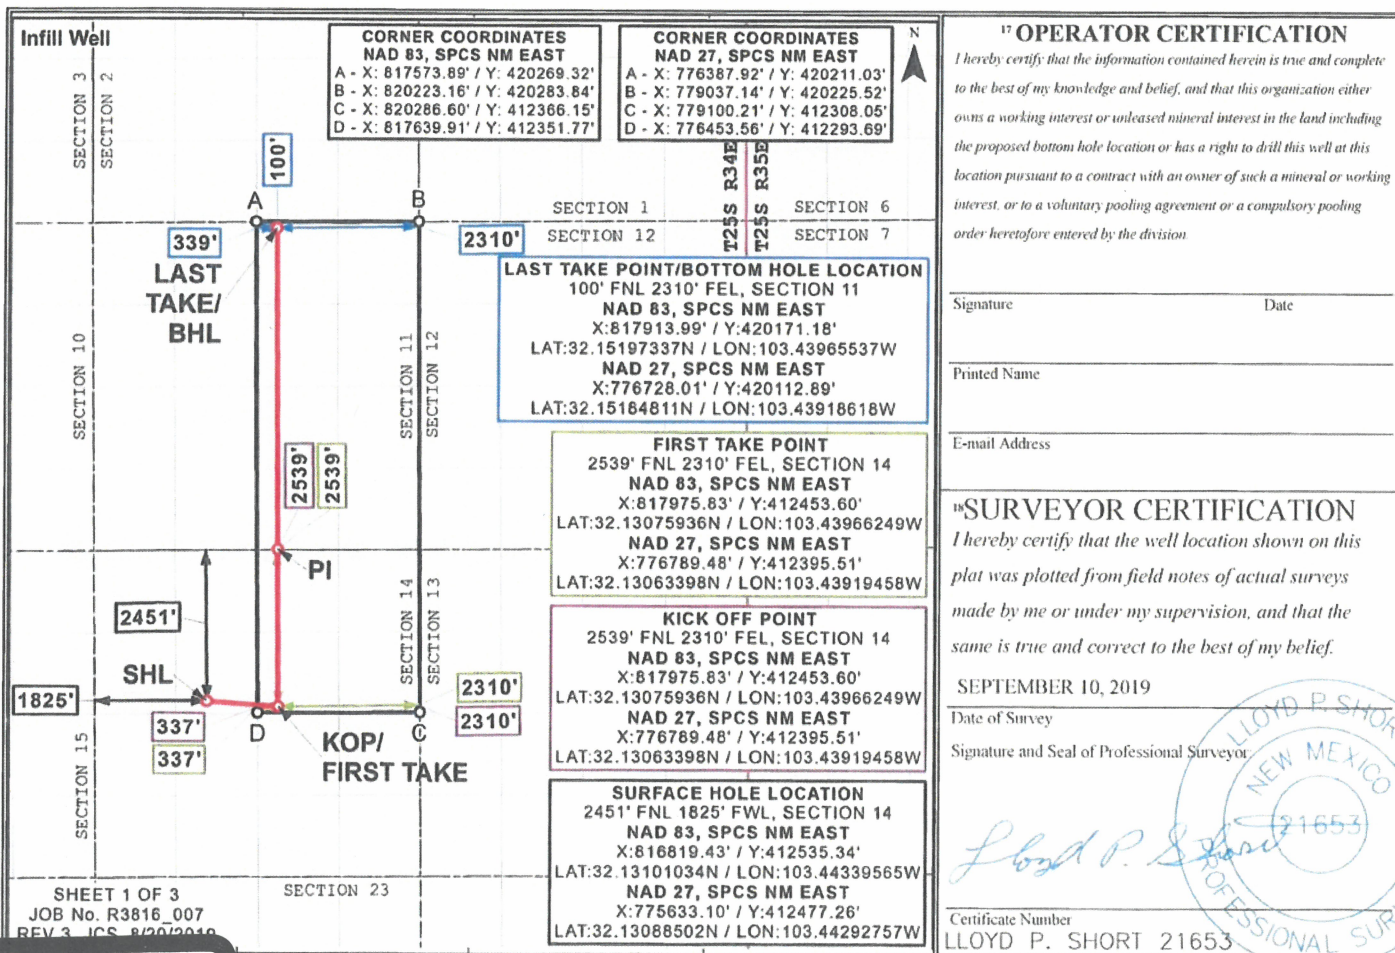 Infill Well
SECTION 3
SECTION 2
CORNER COORDINATES
NAD 83, SPCS NM EAST
A - X: 817573.89' / Y: 420269.32'
B - X: 820223.16' / Y: 420283.84'
C - X: 820286.60' / Y: 412366.15'
D - X: 817639.91' / Y: 412351.77'
CORNER COORDINATES
NAD 27, SPCS NM EAST
A - X: 776387.92' / Y: 420211.03'
B - X: 779037.14' / Y: 420225.52'
C - X: 779100.21' / Y: 412308.05'
D - X: 776453.56' / Y: 412293.69'
N
100'
T25S R34E
T25S R35E
A
B
SECTION 1
SECTION 6
SECTION 12
SECTION 7
339'
2310'
LAST
TAKE/
BHL
SECTION 10
SECTION 11
SECTION 12
LAST TAKE POINT/BOTTOM HOLE LOCATION
100' FNL 2310' FEL, SECTION 11
NAD 83, SPCS NM EAST
X:817913.99' / Y:420171.18'
LAT:32.15197337N / LON:103.43965537W
NAD 27, SPCS NM EAST
X:776728.01' / Y:420112.89'
LAT:32.15184811N / LON:103.43918618W
2539'
2539'
FIRST TAKE POINT
2539' FNL 2310' FEL, SECTION 14
NAD 83, SPCS NM EAST
X:817975.83' / Y:412453.60'
LAT:32.13075936N / LON:103.43966249W
NAD 27, SPCS NM EAST
X:776789.48' / Y:412395.51'
LAT:32.13063398N / LON:103.43919458W
PI
2451'
SECTION 14
SECTION 13
KICK OFF POINT
2539' FNL 2310' FEL, SECTION 14
NAD 83, SPCS NM EAST
X:817975.83' / Y:412453.60'
LAT:32.13075936N / LON:103.43966249W
NAD 27, SPCS NM EAST
X:776789.48' / Y:412395.51'
LAT:32.13063398N / LON:103.43919458W
SHL
1825'
2310'
2310'
337'
337'
D
C
KOP/
FIRST TAKE
SECTION 15
SURFACE HOLE LOCATION
2451' FNL 1825' FWL, SECTION 14
NAD 83, SPCS NM EAST
X:816819.43' / Y:412535.34'
LAT:32.13101034N / LON:103.44339565W
NAD 27, SPCS NM EAST
X:775633.10' / Y:412477.26'
LAT:32.13088502N / LON:103.44292757W
SECTION 23
SHEET 1 OF 3
JOB No. R3816_007
REV 3 JCS 8/20/2019
17 OPERATOR CERTIFICATION
I hereby certify that the information contained herein is true and complete
to the best of my knowledge and belief, and that this organization either
owns a working interest or unleased mineral interest in the land including
the proposed bottom hole location or has a right to drill this well at this
location pursuant to a contract with an owner of such a mineral or working
interest, or to a voluntary pooling agreement or a compulsory pooling
order heretofore entered by the division.
Signature Date
Printed Name
E-mail Address
18 SURVEYOR CERTIFICATION
I hereby certify that the well location shown on this
plat was plotted from field notes of actual surveys
made by me or under my supervision, and that the
same is true and correct to the best of my belief.
SEPTEMBER 10, 2019
Date of Survey
Signature and Seal of Professional Surveyor
LLOYD P. SHOR
NEW MEXICO
21653
PROFESSIONAL SUR
Lloyd P. Short
Certificate Number
LLOYD P. SHORT 21653